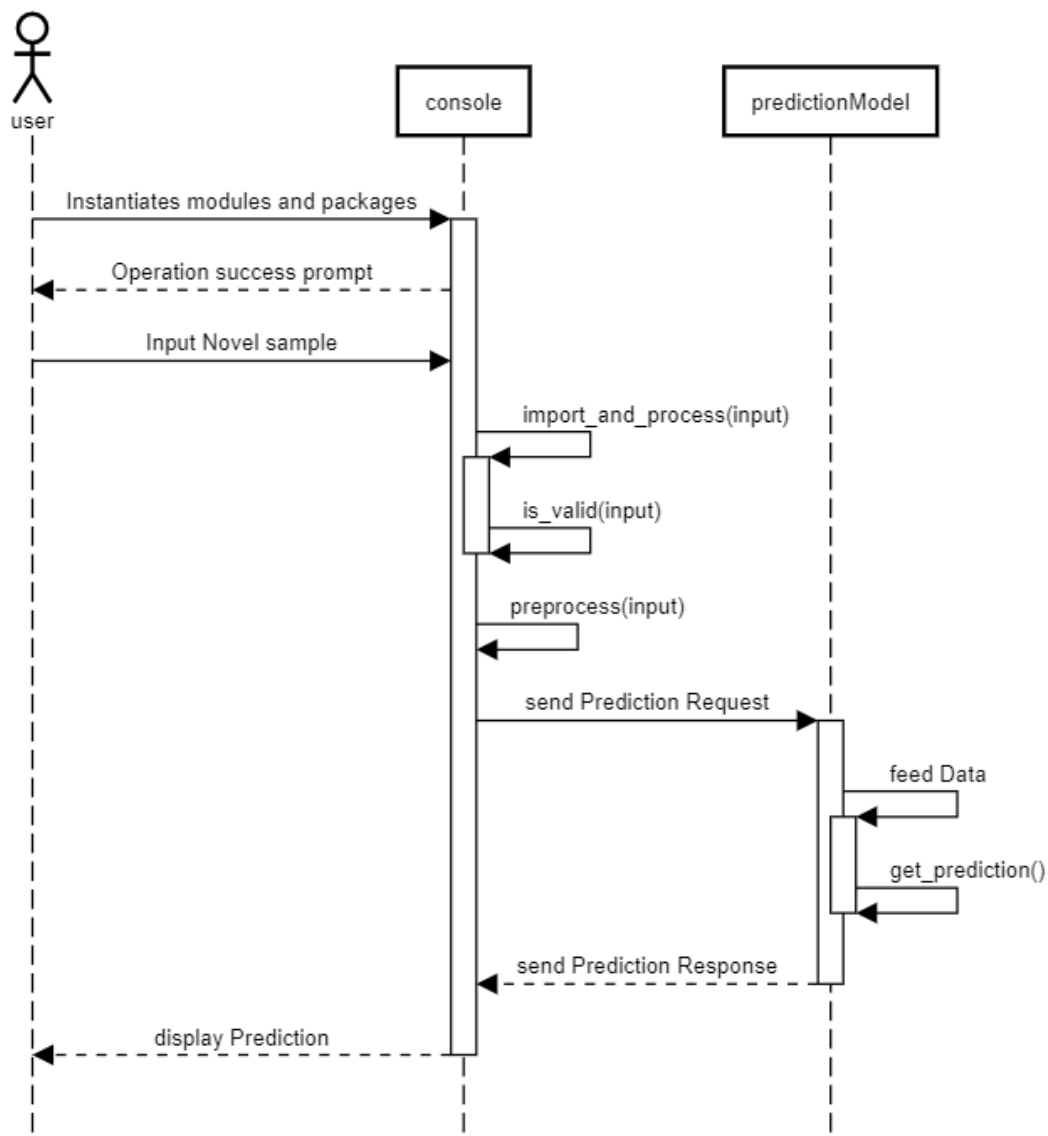 user
console
predictionModel
Instantiates modules and packages
Operation success prompt
Input Novel sample
import_and_process(input)
is_valid(input)
preprocess(input)
send Prediction Request
feed Data
get_prediction()
send Prediction Response
display Prediction